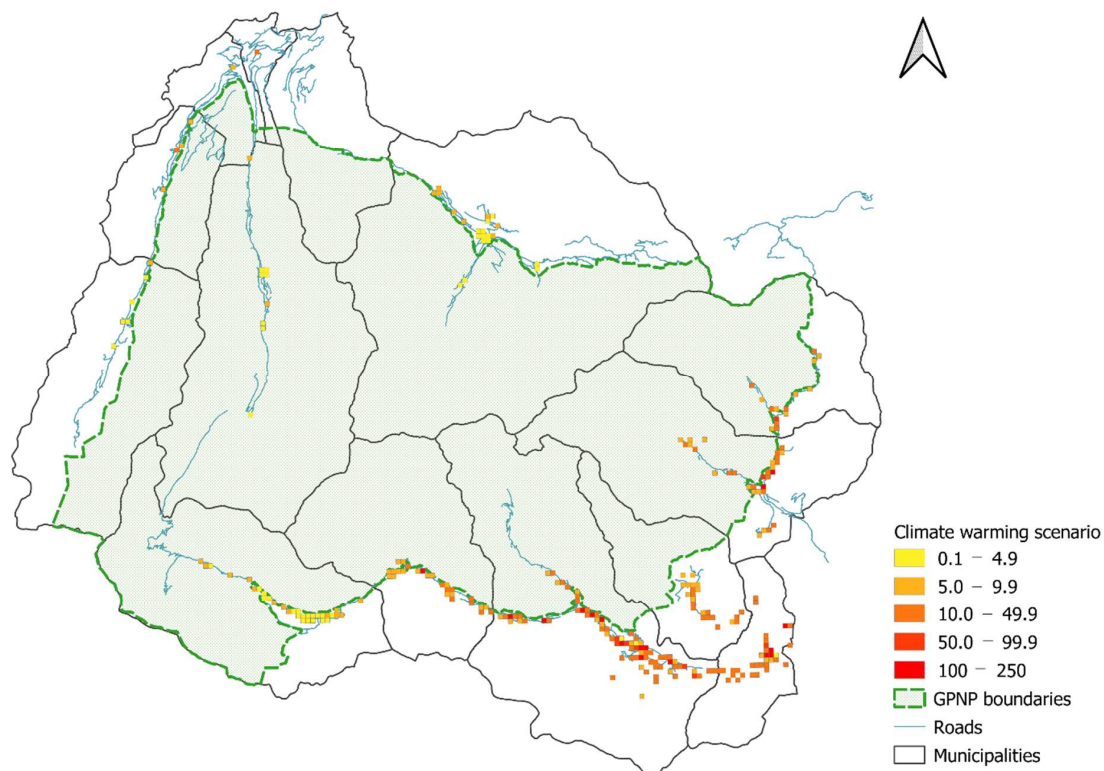 Climate warming scenario
0.1 – 4.9
5.0 – 9.9
10.0 – 49.9
50.0 – 99.9
100 – 250
GPNP boundaries
Roads
Municipalities